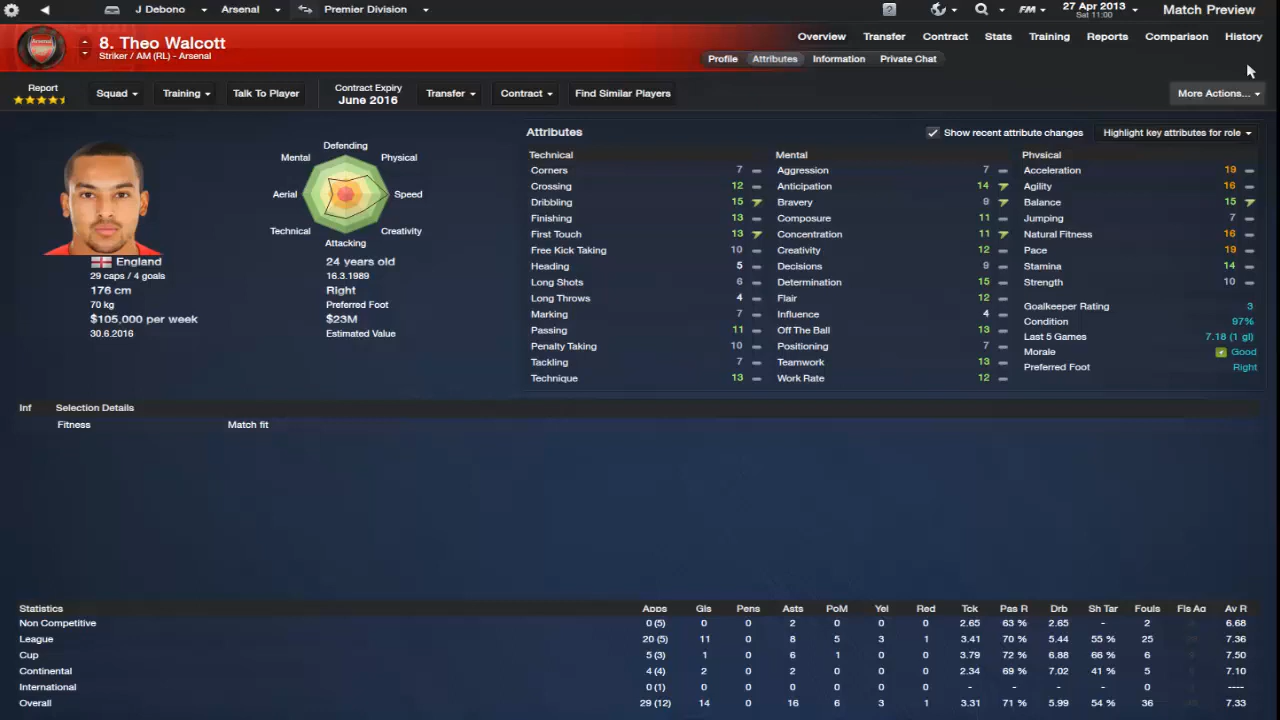 J Debono Arsenal Premier Division FM 27 Apr 2013 Sat 11:00 Match Preview
8. Theo Walcott
Striker / AM (RL) - Arsenal
Overview Transfer Contract Stats Training Reports Comparison History
Profile Attributes Information Private Chat
Report Squad Training Talk To Player Contract Expiry June 2016 Transfer Contract Find Similar Players More Actions...
Defending
Mental Physical
Aerial Speed
Technical Creativity
Attacking
England
29 caps / 4 goals
176 cm
70 kg
$105,000 per week
30.6.2016
24 years old
16.3.1989
Right
Preferred Foot
$23M
Estimated Value
Attributes Show recent attribute changes Highlight key attributes for role
Technical
Corners 7
Crossing 12
Dribbling 15
Finishing 13
First Touch 13
Free Kick Taking 10
Heading 5
Long Shots 6
Long Throws 4
Marking 7
Passing 11
Penalty Taking 10
Tackling 7
Technique 13
Mental
Aggression 7
Anticipation 14
Bravery
Composure 11
Concentration 11
Creativity 12
Decisions 9
Determination 15
Flair 12
Influence 4
Off The Ball 13
Positioning 7
Teamwork 13
Work Rate 12
Physical
Acceleration 19
Agility 16
Balance 15
Jumping 7
Natural Fitness 16
Pace 19
Stamina 14
Strength 10
Goalkeeper Rating 3
Condition 97%
Last 5 Games 7.18 (1 gl)
Morale Good
Preferred Foot Right
Inf Selection Details
Fitness Match fit
Statistics Apps Gls Pens Asts PoM Yel Red Tck Pas R Drb Sh Tar Fouls Fls Ag Av R
Non Competitive 0 (5) 0 0 2 0 0 0 2.65 63 % 2.65 - 2 6.68
League 20 (5) 11 0 8 5 3 1 3.41 70 % 5.44 55 % 25 7.36
Cup 5 (3) 1 0 6 1 0 0 3.79 72 % 6.88 66 % 6 7.50
Continental 4 (4) 2 0 2 0 0 0 2.34 69 % 7.02 41 % 5 7.10
International 0 (1) 0 0 0 0 0 0 - - - - 0 ----
Overall 29 (12) 14 0 16 6 3 1 3.31 71 % 5.99 54 % 36 7.33